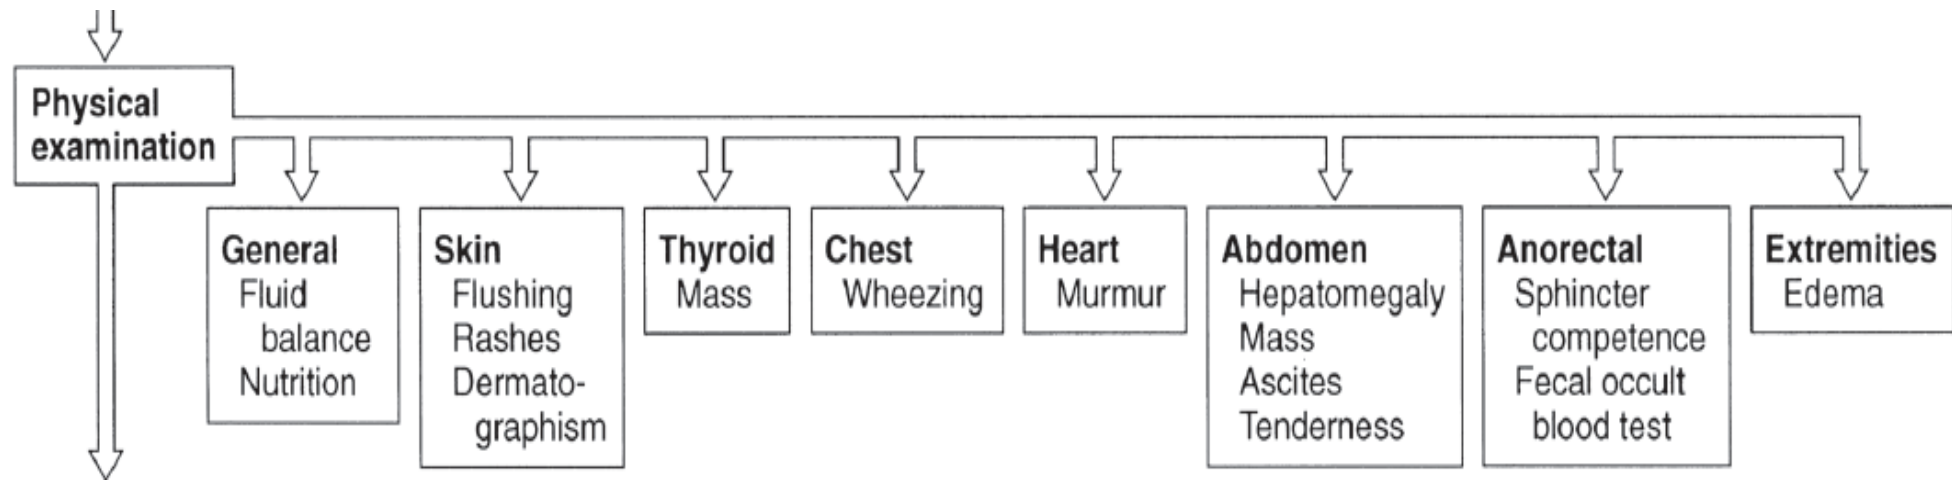 Physical
examination
General
Fluid
balance
Nutrition
Skin
Flushing
Rashes
Dermato-
graphism
Thyroid
Mass
Chest
Wheezing
Heart
Murmur
Abdomen
Hepatomegaly
Mass
Ascites
Tenderness
Anorectal
Sphincter
competence
Fecal occult
blood test
Extremities
Edema